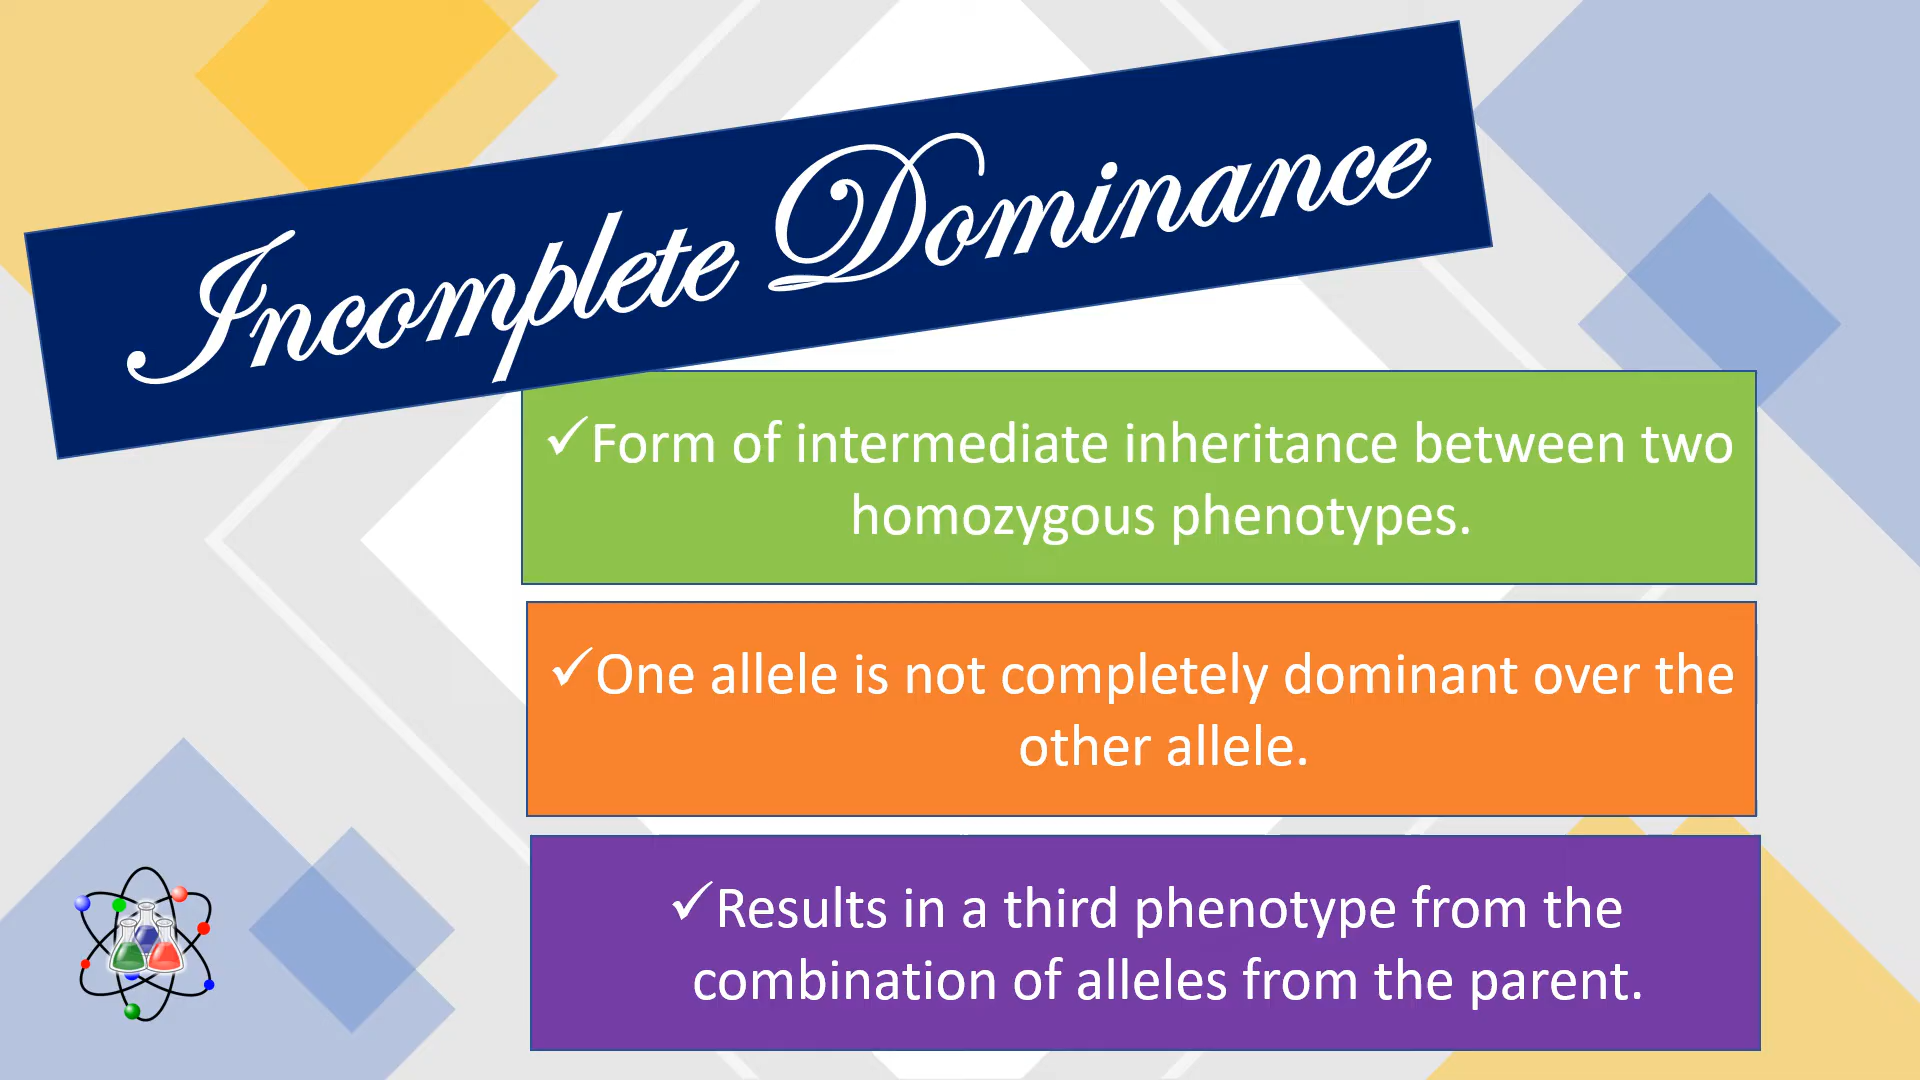 Incomplete Dominance
✓Form of intermediate inheritance between two
homozygous phenotypes.
✓One allele is not completely dominant over the
other allele.
✓Results in a third phenotype from the
combination of alleles from the parent.